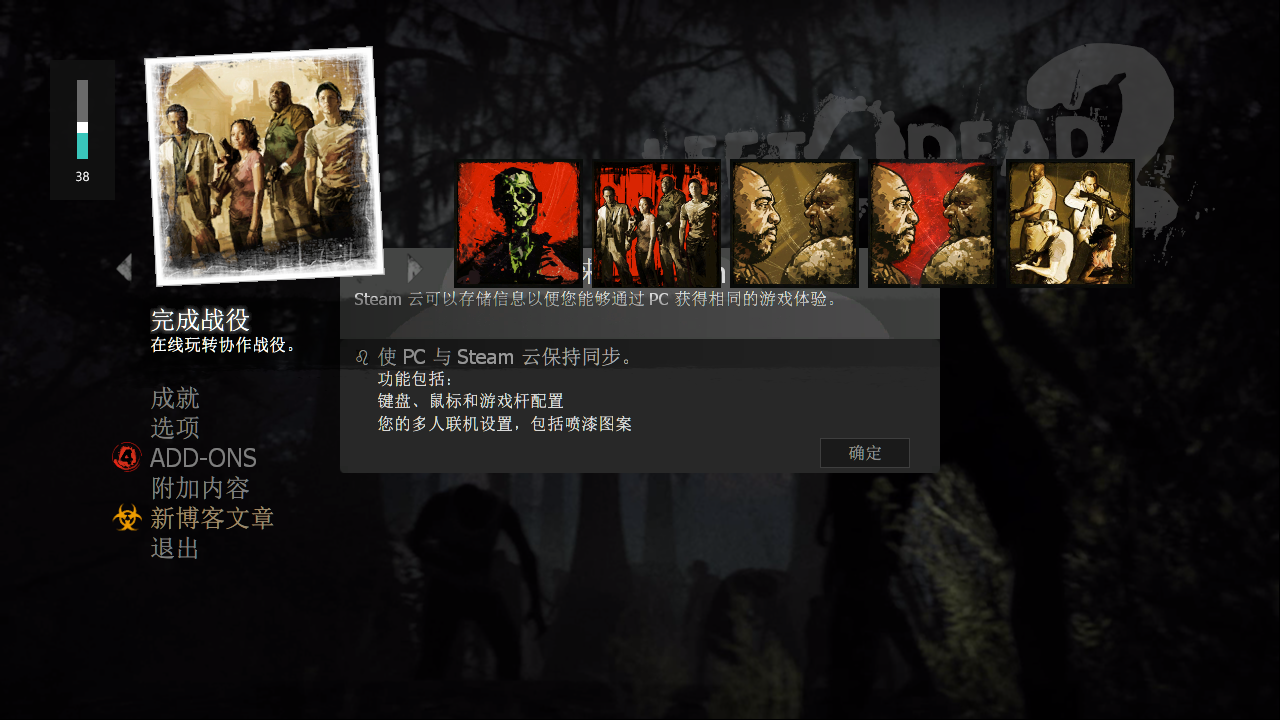 38
LEFT 4 DEAD 2
Steam 云可以存储信息以便您能够通过 PC 获得相同的游戏体验。
完成战役
在线玩转协作战役。
使 PC 与 Steam 云保持同步。
功能包括:
键盘、鼠标和游戏杆配置
您的多人联机设置，包括喷漆图案
确定
成就
选项
ADD-ONS
附加内容
新博客文章
退出